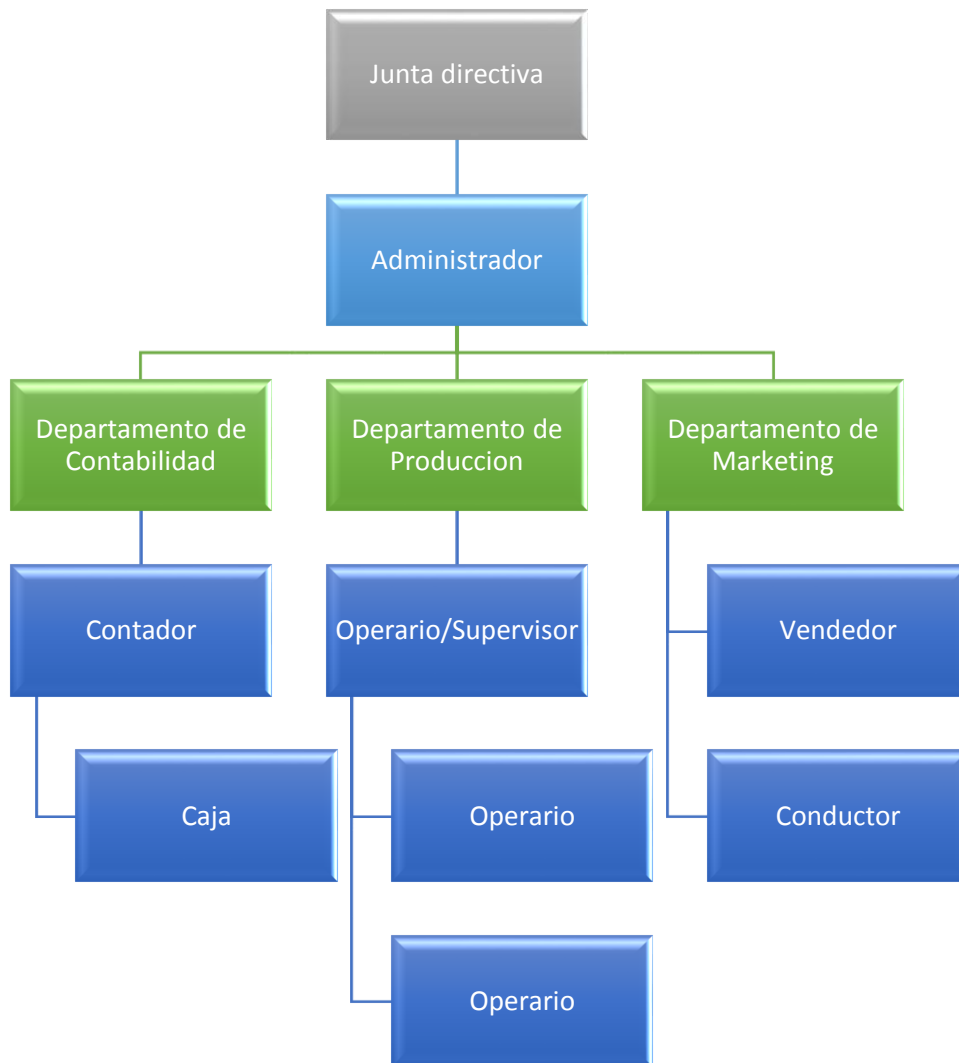 Junta directiva
Administrador
Departamento de
Contabilidad
Departamento de
Produccion
Departamento de
Marketing
Contador
Operario/Supervisor
Vendedor
Caja
Operario
Conductor
Operario